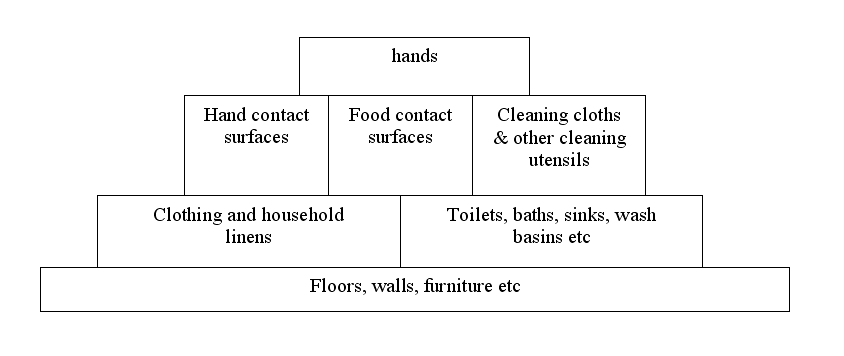 hands
Hand contact
surfaces
Food contact
surfaces
Cleaning cloths
& other cleaning
utensils
Clothing and household
linens
Toilets, baths, sinks, wash
basins etc
Floors, walls, furniture etc